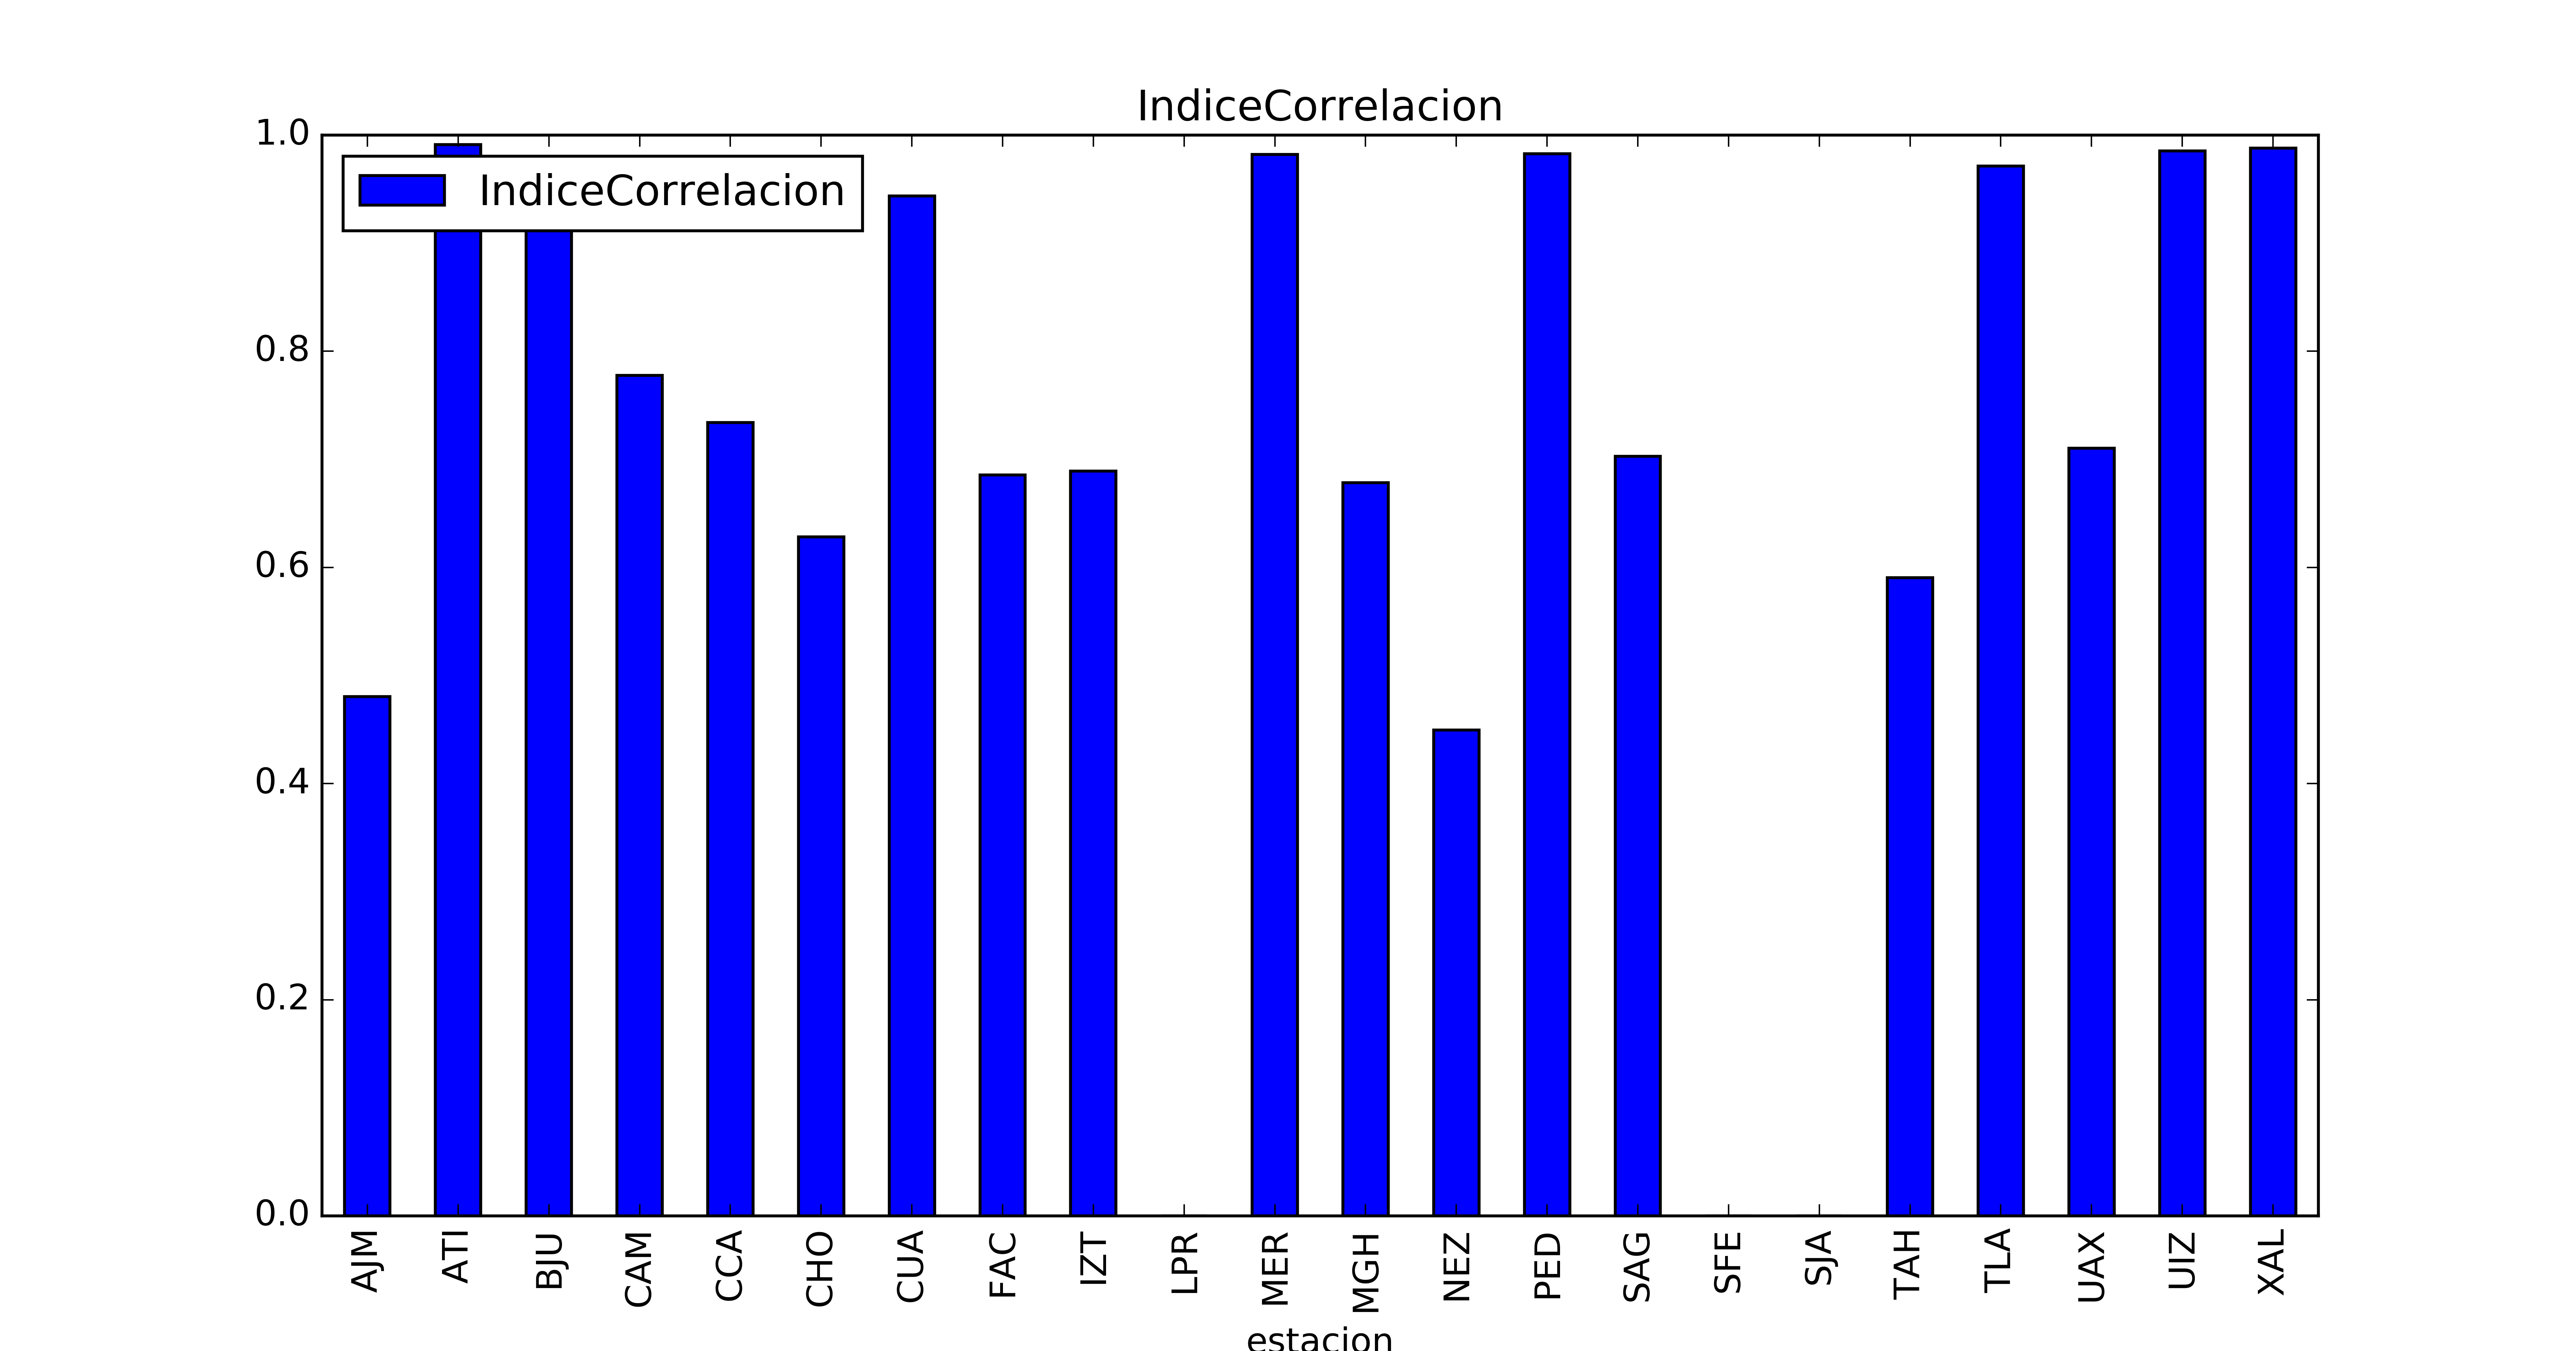 IndiceCorrelacion
IndiceCorrelacion
1.0
0.8
0.6
0.4
0.2
0.0
AJM
ATI
BJU
CAM
CCA
CHO
CUA
FAC
IZT
LPR
MER
MGH
NEZ
PED
SAG
SFE
SJA
TAH
TLA
UAX
UIZ
XAL
estacion